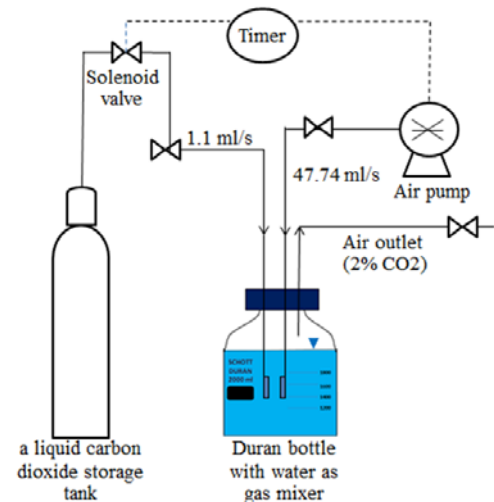 Timer
Solenoid
valve
1.1 ml/s
47.74 ml/s
Air pump
Air outlet
(2% CO2)
SCHOTT
DURAN
2000 ml
a liquid carbon
dioxide storage
tank
Duran bottle
with water as
gas mixer